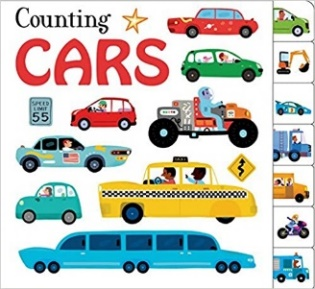 Counting
CARS
SPEED
LIMIT
55